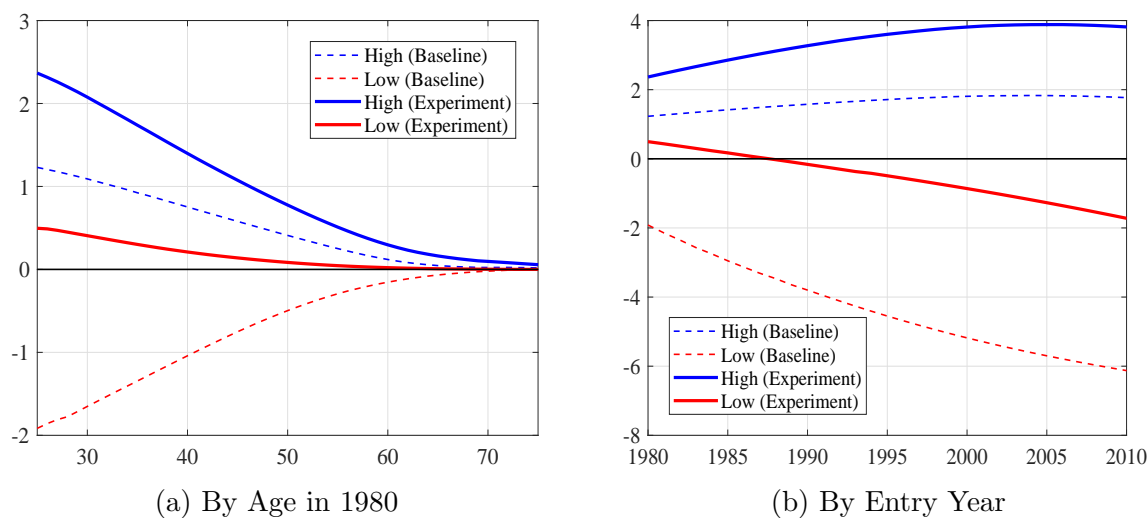 3
2
1
0
-1
-2
30 40 50 60 70
High (Baseline)
Low (Baseline)
High (Experiment)
Low (Experiment)
(a) By Age in 1980
4
2
0
-2
-4
-6
-8
1980 1985 1990 1995 2000 2005 2010
High (Baseline)
Low (Baseline)
High (Experiment)
Low (Experiment)
(b) By Entry Year